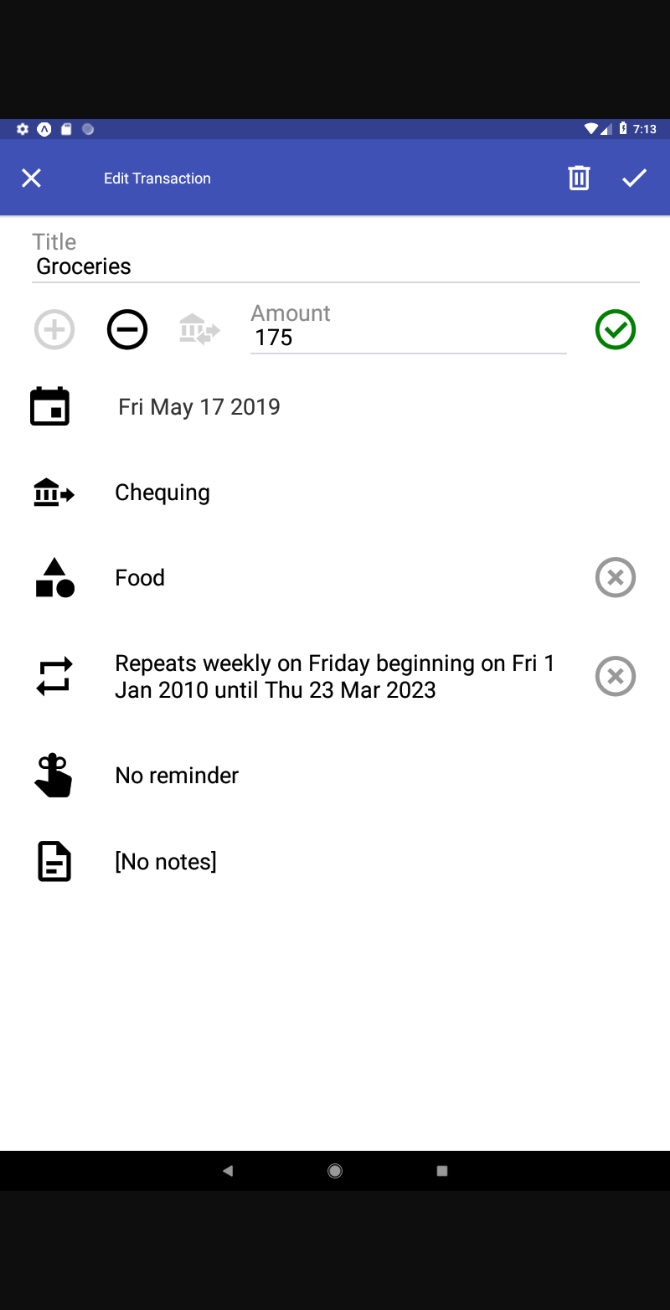 7:13
Edit Transaction
Title
Groceries
Amount
175
Fri May 17 2019
Chequing
Food
Repeats weekly on Friday beginning on Fri 1
Jan 2010 until Thu 23 Mar 2023
No reminder
[No notes]